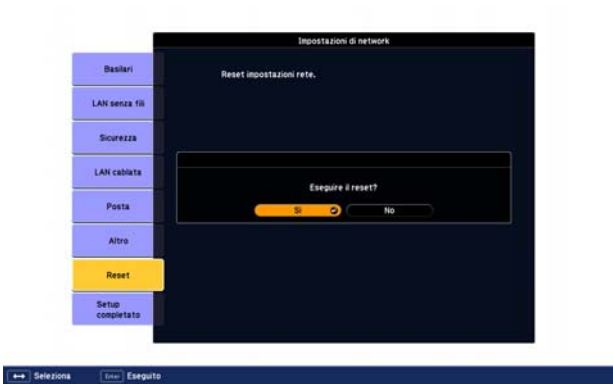 Impostazioni di network
Basilari
LAN senza fili
Sicurezza
LAN cablata
Posta
Altro
Reset
Setup
completato
Reset impostazioni rete.
Eseguire il reset?
Sì
No
Seleziona
Enter Eseguito